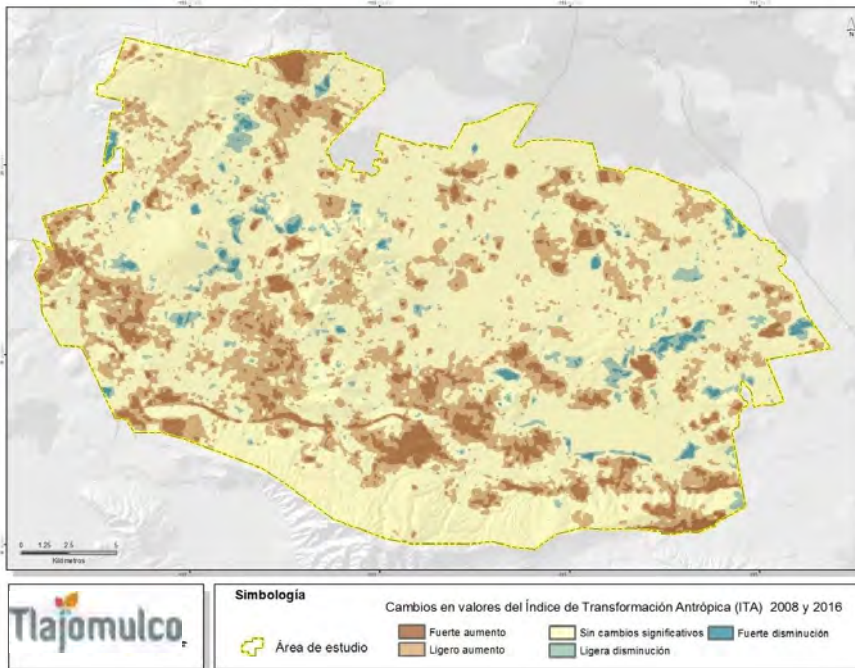 N
0 1.25 2.5 5
Kilómetros
Tlajomulco
Simbología
Área de estudio
Cambios en valores del Índice de Transformación Antrópica (ITA) 2008 y 2016
Fuerte aumento
Sin cambios significativos
Fuerte disminución
Ligero aumento
Ligera disminución